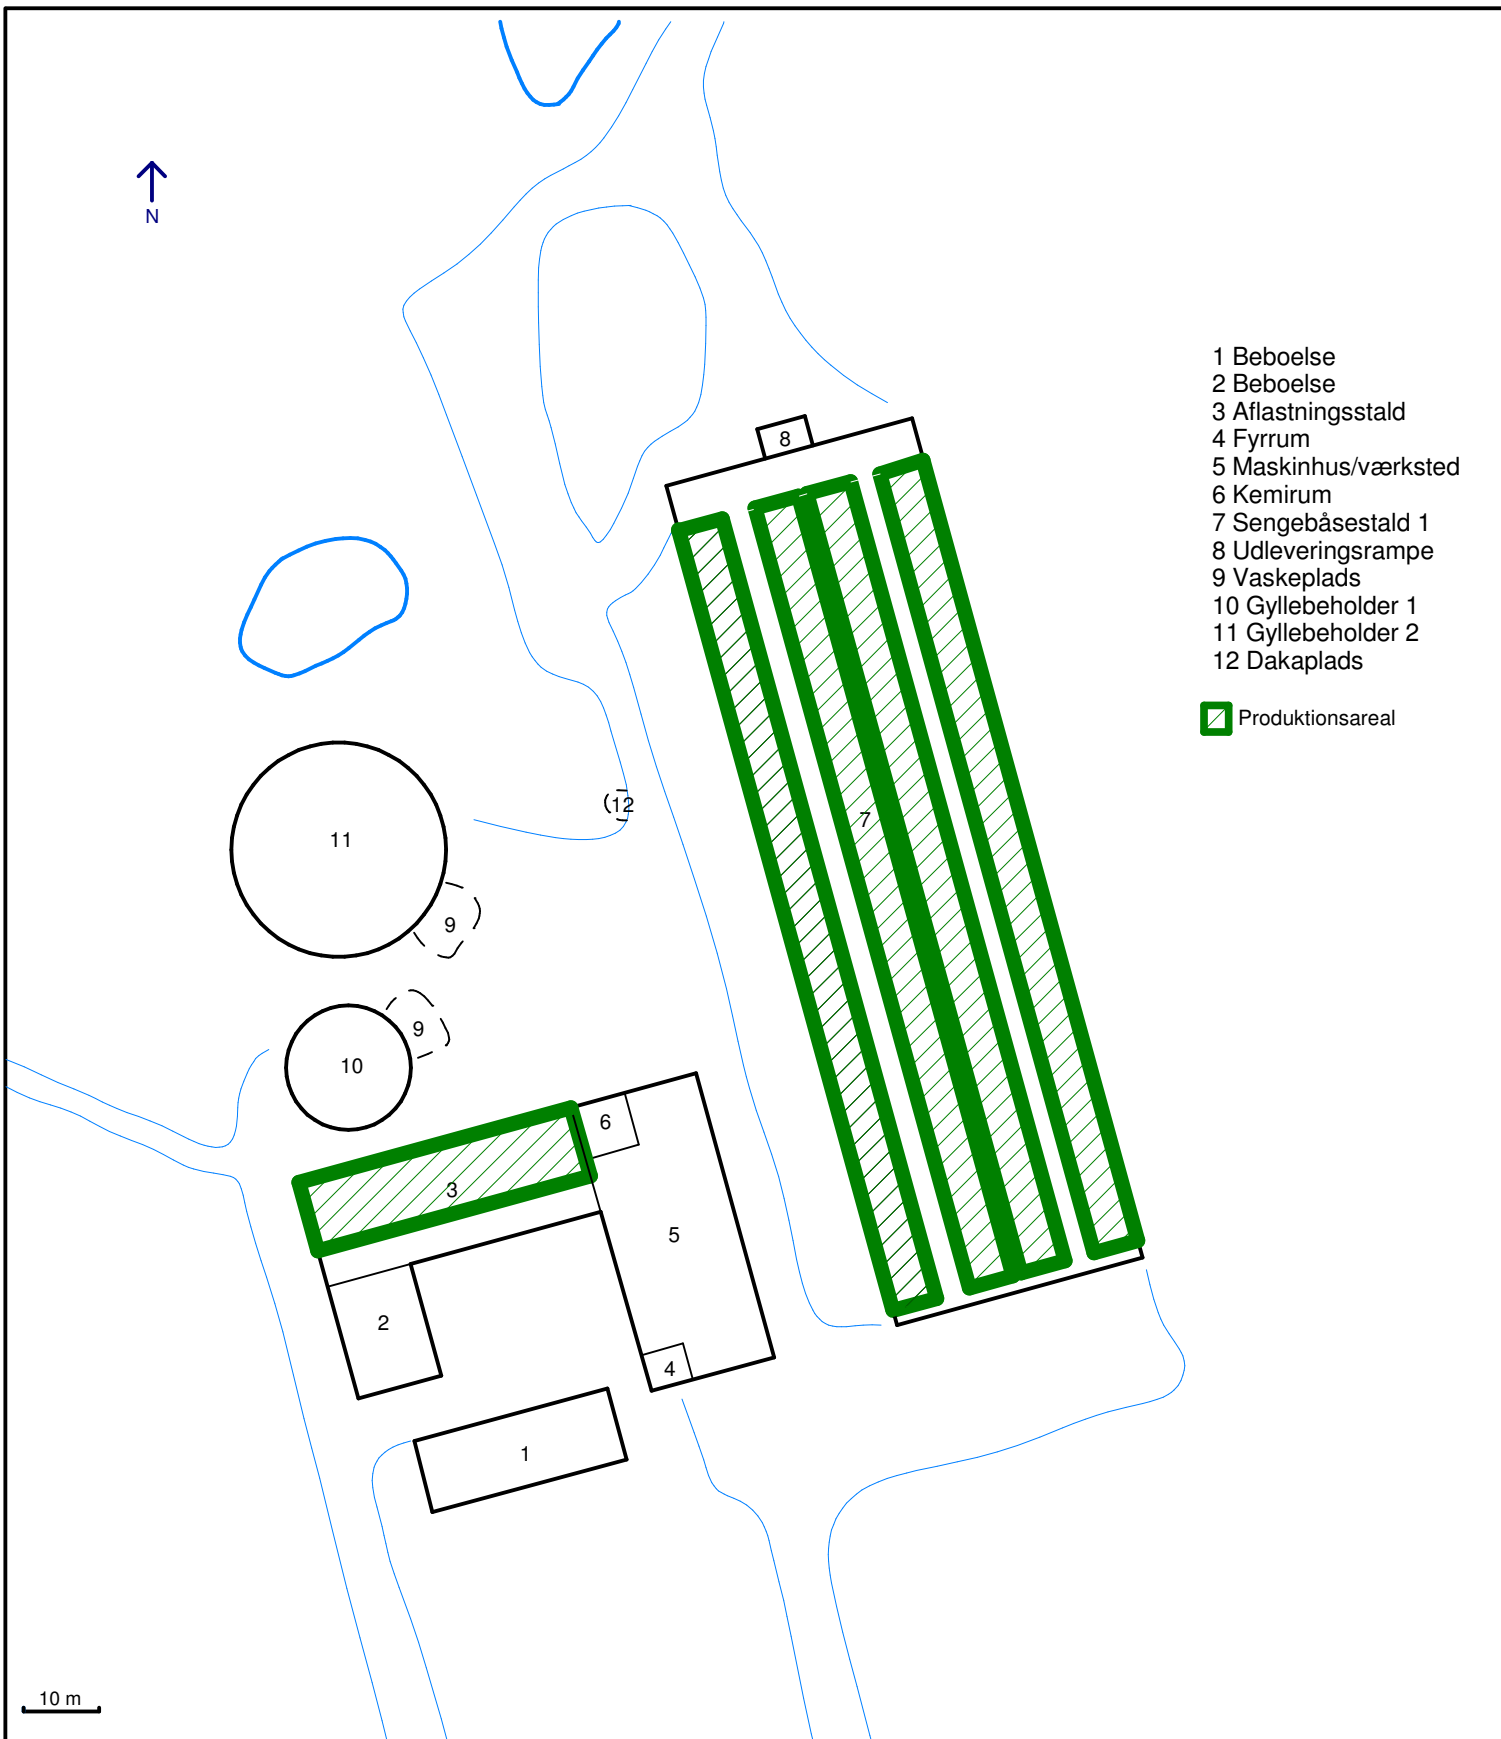 N
1 Beboelse
2 Beboelse
3 Aflastningsstald
4 Fyrrum
5 Maskinhus/værksted
6 Kemirum
7 Sengebåsestald 1
8 Udleveringsrampe
9 Vaskeplads
10 Gyllebeholder 1
11 Gyllebeholder 2
12 Dakaplads
Produktionsareal
8
12
7
11
9
9
10
6
3
5
2
4
1
10 m